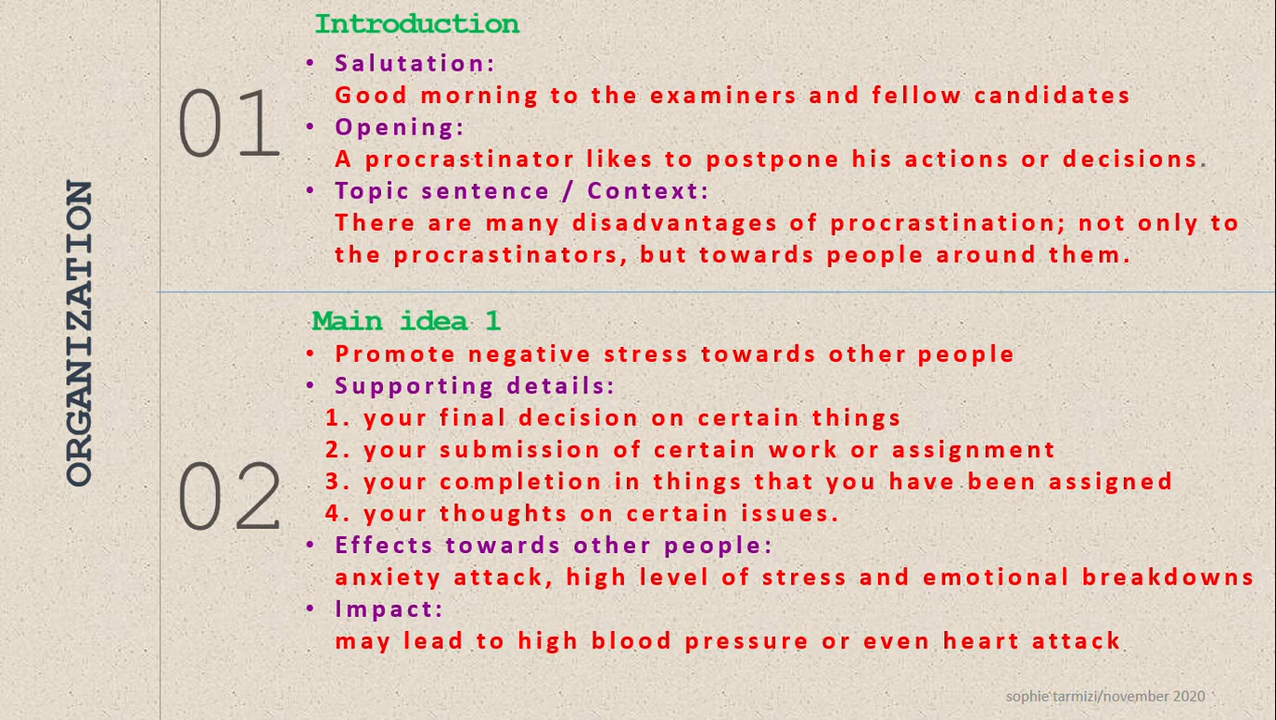 ORGANIZATION
01
Introduction
• Salutation:
Good morning to the examiners and fellow candidates
• Opening:
A procrastinator likes to postpone his actions or decisions.
• Topic sentence / Context:
There are many disadvantages of procrastination; not only to
the procrastinators, but towards people around them.
02
Main idea 1
• Promote negative stress towards other people
• Supporting details:
1. your final decision on certain things
2. your submission of certain work or assignment
3. your completion in things that you have been assigned
4. your thoughts on certain issues.
• Effects towards other people:
anxiety attack, high level of stress and emotional breakdowns
• Impact:
may lead to high blood pressure or even heart attack
sophie tarmizi/november 2020